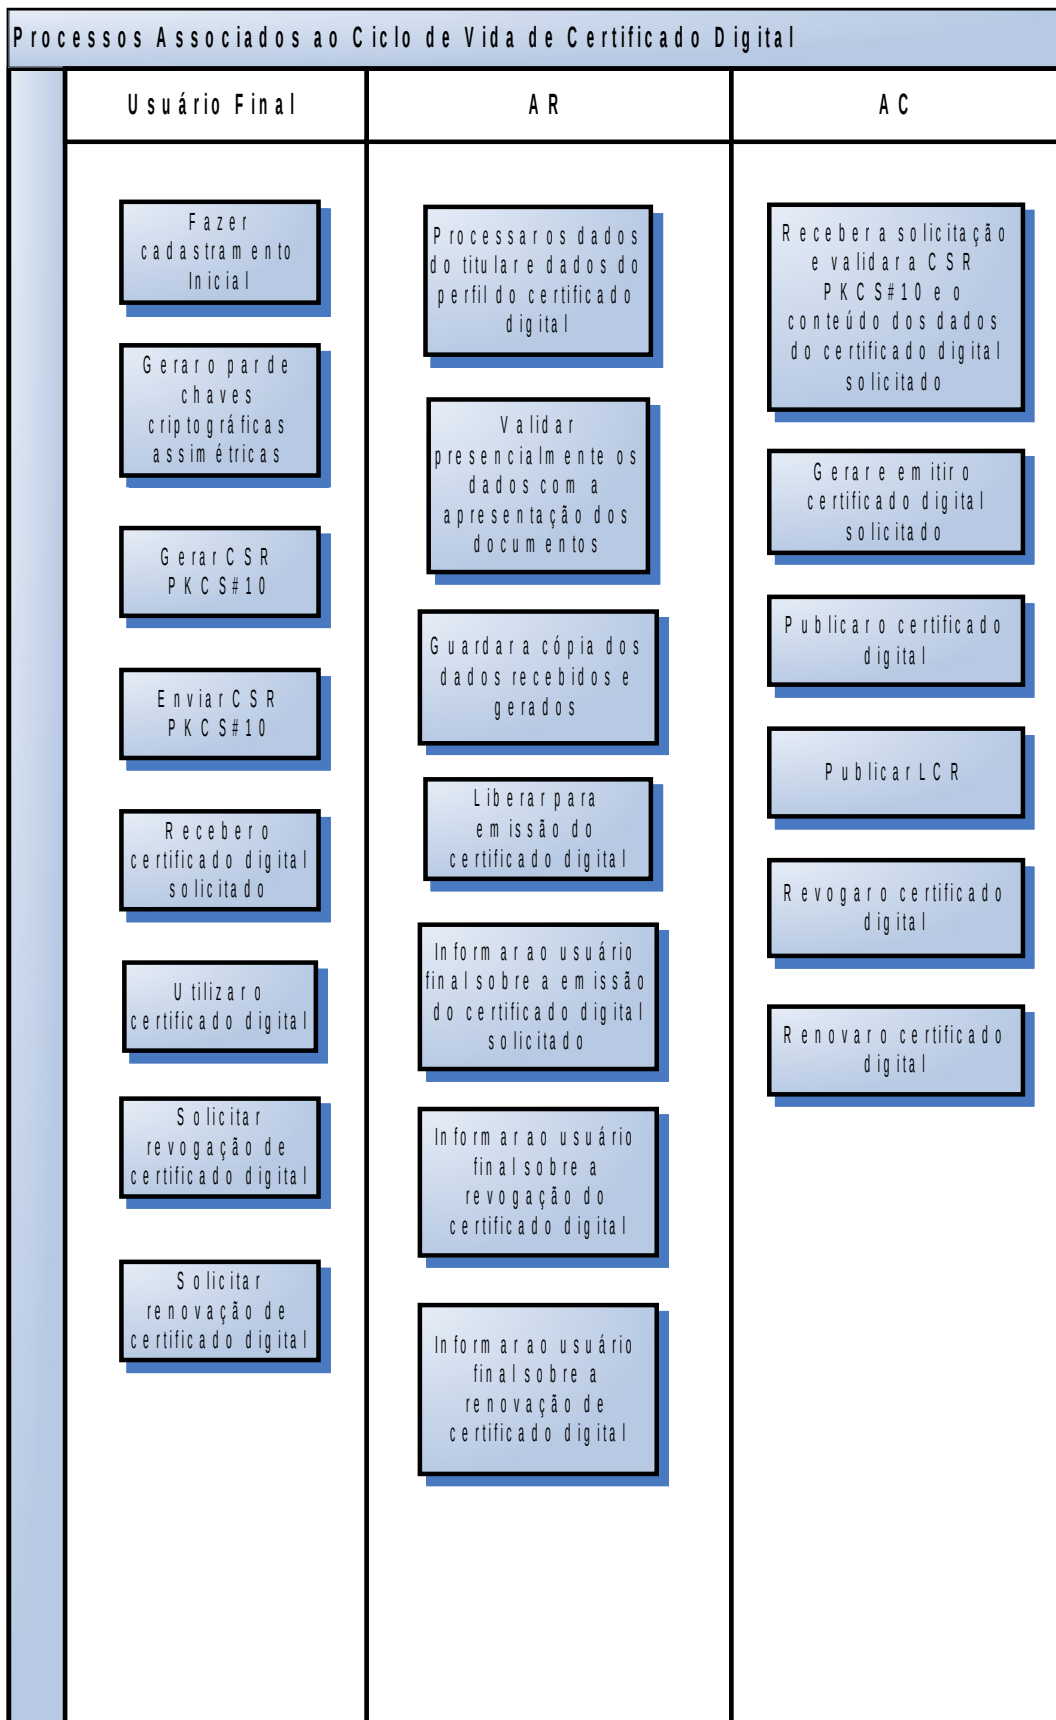 Processos Associados ao Ciclo de Vida de Certificado Digital
Usuário Final
AR
AC
Fazer
cadastramento
Inicial
Gerar o par de
chaves
criptográficas
assimétricas
Gerar CSR
PKCS#10
Enviar CSR
PKCS#10
Receber o
certificado digital
solicitado
Utilizar o
certificado digital
Solicitar
revogação de
certificado digital
Solicitar
renovação de
certificado digital
Processar os dados
do titular e dados do
perfil do certificado
digital
Validar
presencialmente os
dados com a
apresentação dos
documentos
Guardar a cópia dos
dados recebidos e
gerados
Liberar para
emissão do
certificado digital
Informar ao usuário
final sobre a emissão
do certificado digital
solicitado
Informar ao usuário
final sobre a
revogação do
certificado digital
Informar ao usuário
final sobre a
renovação de
certificado digital
Receber a solicitação
e validar a CSR
PKCS#10 e o
conteúdo dos dados
do certificado digital
solicitado
Gerar e emitir o
certificado digital
solicitado
Publicar o certificado
digital
Publicar LCR
Revogar o certificado
digital
Renovar o certificado
digital